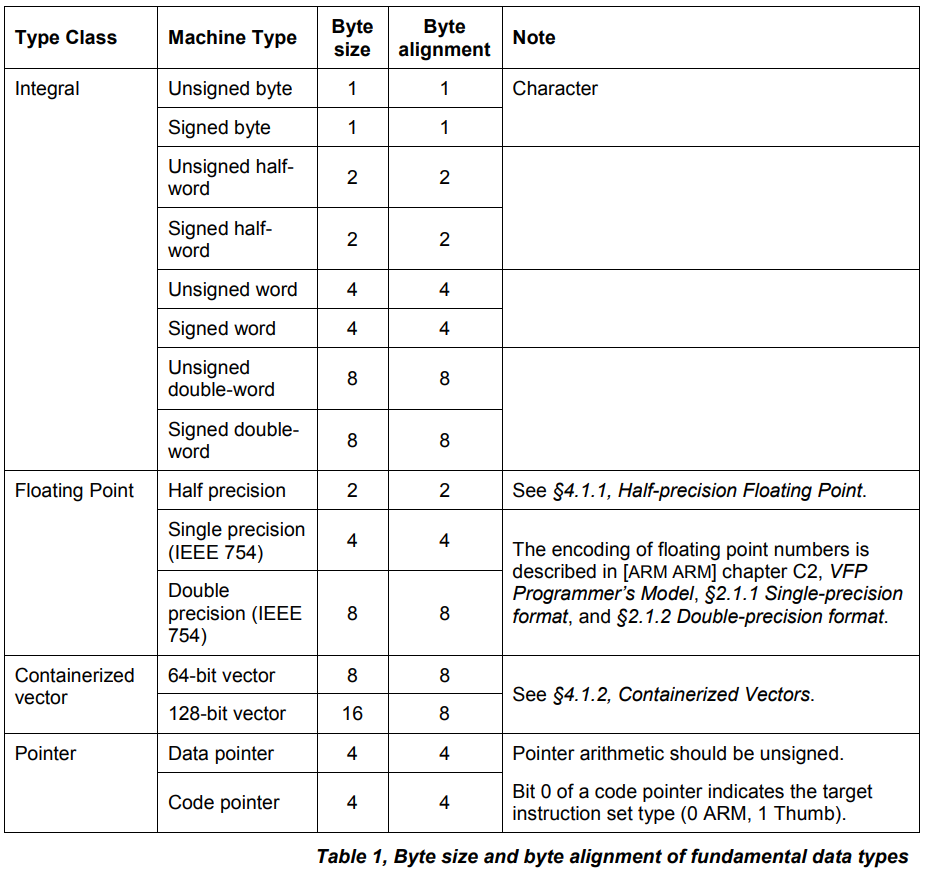 Type Class Machine Type Byte size Byte alignment Note
Integral Unsigned byte 1 1 Character
Signed byte 1 1
Unsigned half-
word 2 2
Signed half-
word 2 2
Unsigned word 4 4
Signed word 4 4
Unsigned
double-word 8 8
Signed double-
word 8 8
Floating Point Half precision 2 2 See §4.1.1, Half-precision Floating Point.
Single precision
(IEEE 754) 4 4
Double
precision (IEEE
754) 8 8
The encoding of floating point numbers is
described in [ARM ARM] chapter C2, VFP
Programmer’s Model, §2.1.1 Single-precision
format, and §2.1.2 Double-precision format.
Containerized
vector
64-bit vector 8 8
128-bit vector 16 8
See §4.1.2, Containerized Vectors.
Pointer Data pointer 4 4 Pointer arithmetic should be unsigned.
Code pointer 4 4
Bit 0 of a code pointer indicates the target
instruction set type (0 ARM, 1 Thumb).
Table 1, Byte size and byte alignment of fundamental data types